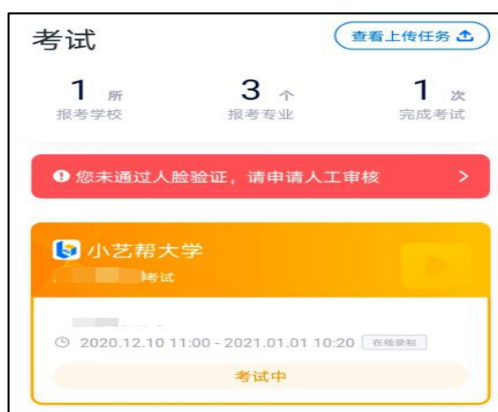 考试
查看上传任务
1 所 3 个 1 次
报考学校 报考专业 完成考试
您未通过人脸验证，请申请人工审核
小艺帮大学
考试
2020.12.10 11:00 - 2021.01.01 10:20 在线录制
考试中